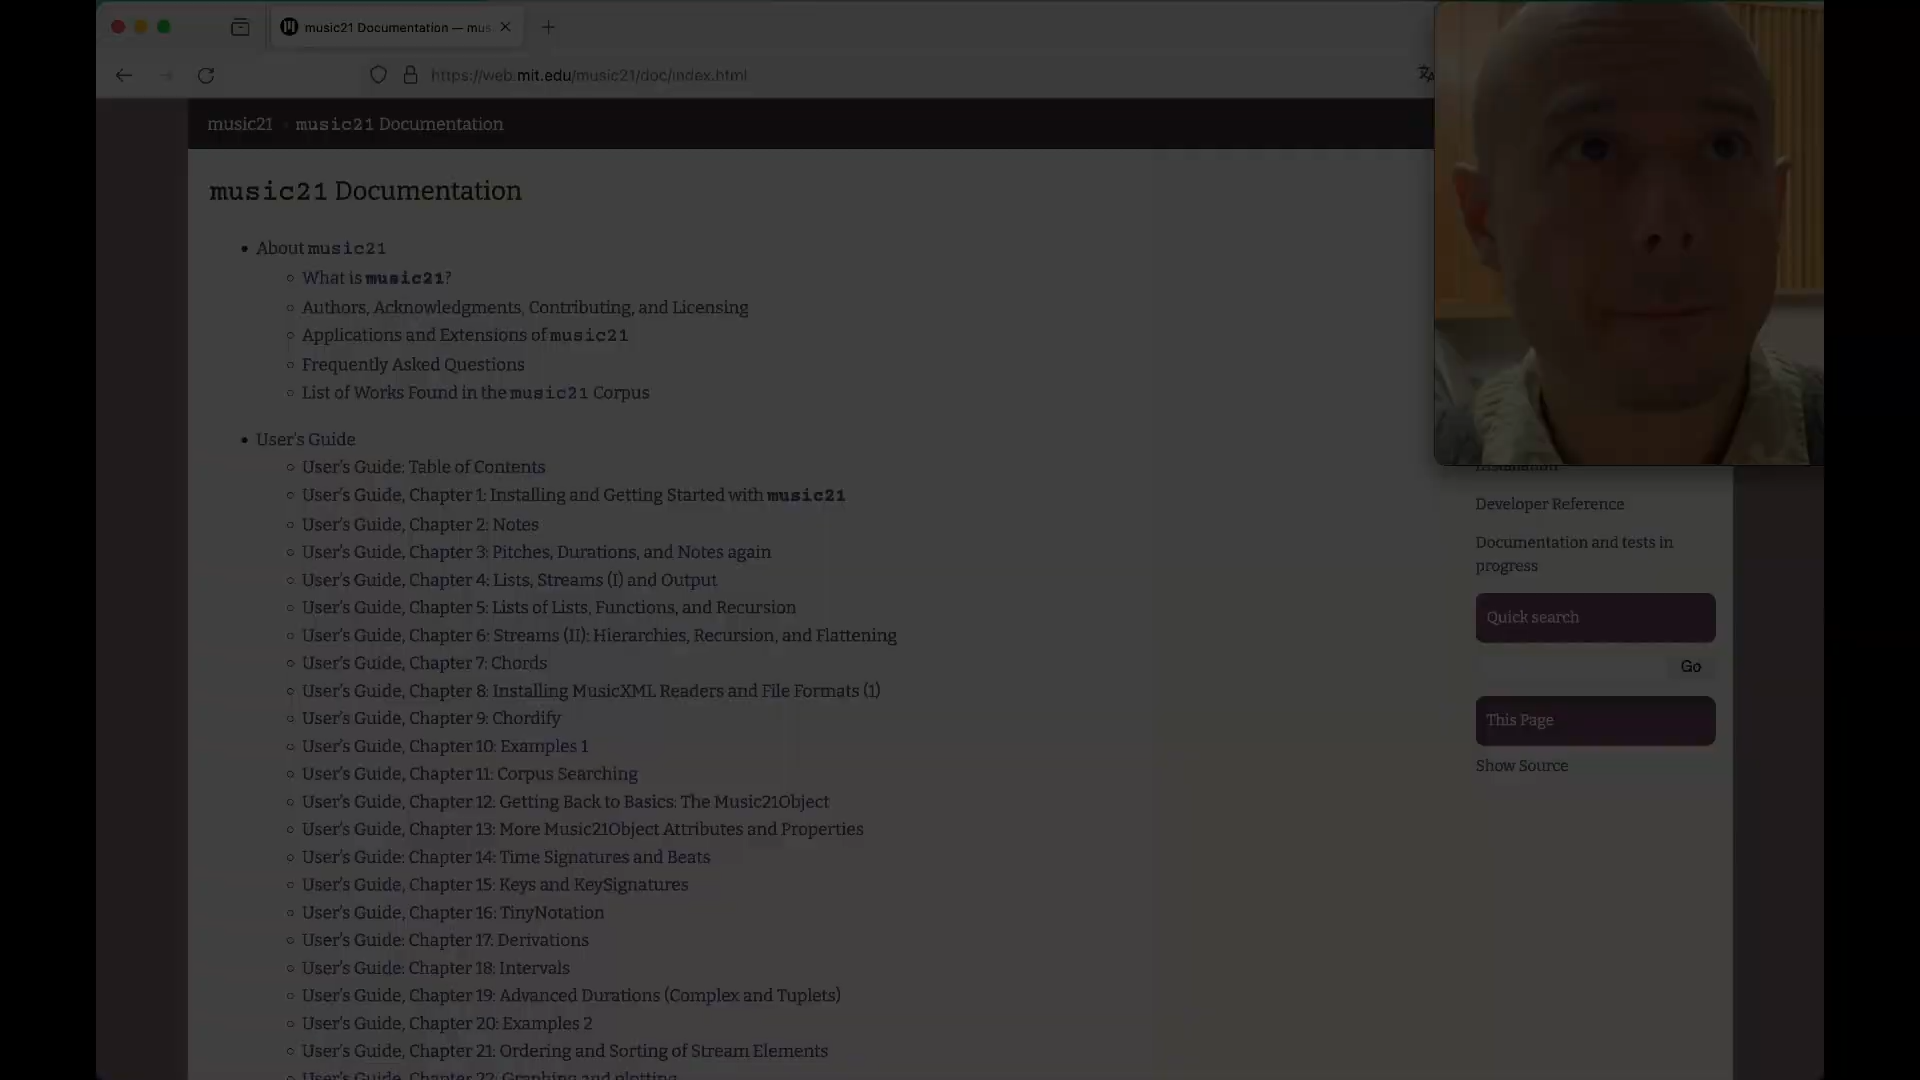 music21 Documentation — mus
https://web.mit.edu/music21/doc/index.html
music21 » music21 Documentation
music21 Documentation
About music21
What is music21?
Authors, Acknowledgments, Contributing, and Licensing
Applications and Extensions of music21
Frequently Asked Questions
List of Works Found in the music21 Corpus
User's Guide
User's Guide: Table of Contents
User's Guide, Chapter 1: Installing and Getting Started with music21
User's Guide, Chapter 2: Notes
User's Guide, Chapter 3: Pitches, Durations, and Notes again
User's Guide, Chapter 4: Lists, Streams (I) and Output
User's Guide, Chapter 5: Lists of Lists, Functions, and Recursion
User's Guide, Chapter 6: Streams (II): Hierarchies, Recursion, and Flattening
User's Guide, Chapter 7: Chords
User's Guide, Chapter 8: Installing MusicXML Readers and File Formats (1)
User's Guide, Chapter 9: Chordify
User's Guide, Chapter 10: Examples 1
User's Guide, Chapter 11: Corpus Searching
User's Guide, Chapter 12: Getting Back to Basics: The Music21Object
User's Guide, Chapter 13: More Music21Object Attributes and Properties
User's Guide: Chapter 14: Time Signatures and Beats
User's Guide, Chapter 15: Keys and KeySignatures
User's Guide, Chapter 16: TinyNotation
User's Guide: Chapter 17: Derivations
User's Guide: Chapter 18: Intervals
User's Guide, Chapter 19: Advanced Durations (Complex and Tuplets)
User's Guide, Chapter 20: Examples 2
User's Guide, Chapter 21: Ordering and Sorting of Stream Elements
User's Guide, Chapter 22: Graphing and plotting
Installation
Developer Reference
Documentation and tests in
progress
Quick search
Go
This Page
Show Source